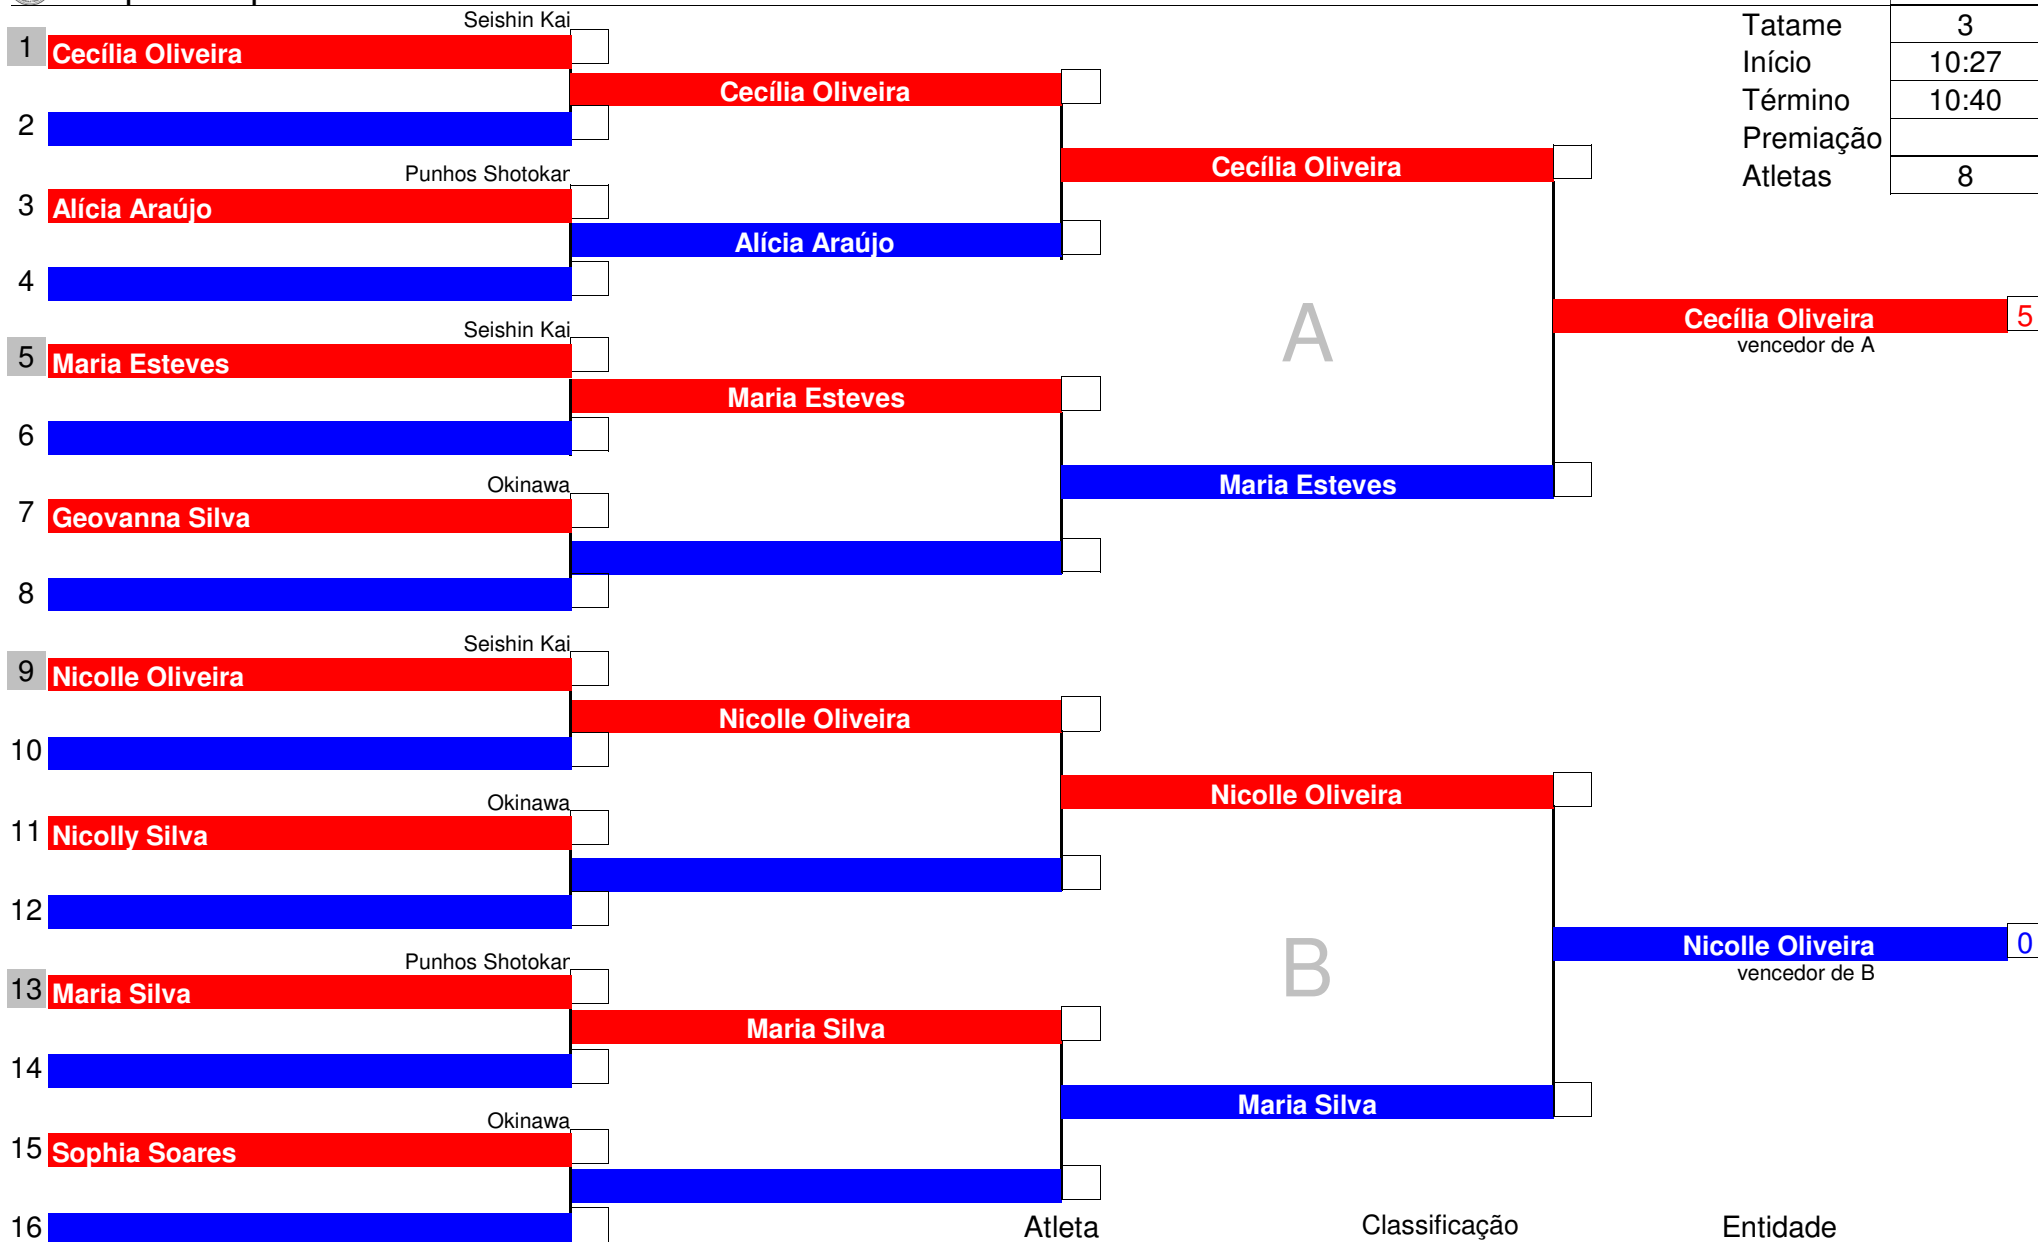 Seishin Kai
1 Cecília Oliveira
Cecília Oliveira
2
Cecília Oliveira
Punhos Shotokan
3 Alícia Araújo
Alícia Araújo
4
Seishin Kai
5 Maria Esteves
Maria Esteves
6
Maria Esteves
Okinawa
7 Geovanna Silva
8
A
Cecília Oliveira 5
vencedor de A
Seishin Kai
9 Nicolle Oliveira
Nicolle Oliveira
10
Nicolle Oliveira
Okinawa
11 Nicolly Silva
12
B
Nicolle Oliveira 0
vencedor de B
Punhos Shotokan
13 Maria Silva
Maria Silva
14
Maria Silva
Okinawa
15 Sophia Soares
16
Tatame 3
Início 10:27
Término 10:40
Premiação
Atletas 8
Atleta Classificação Entidade